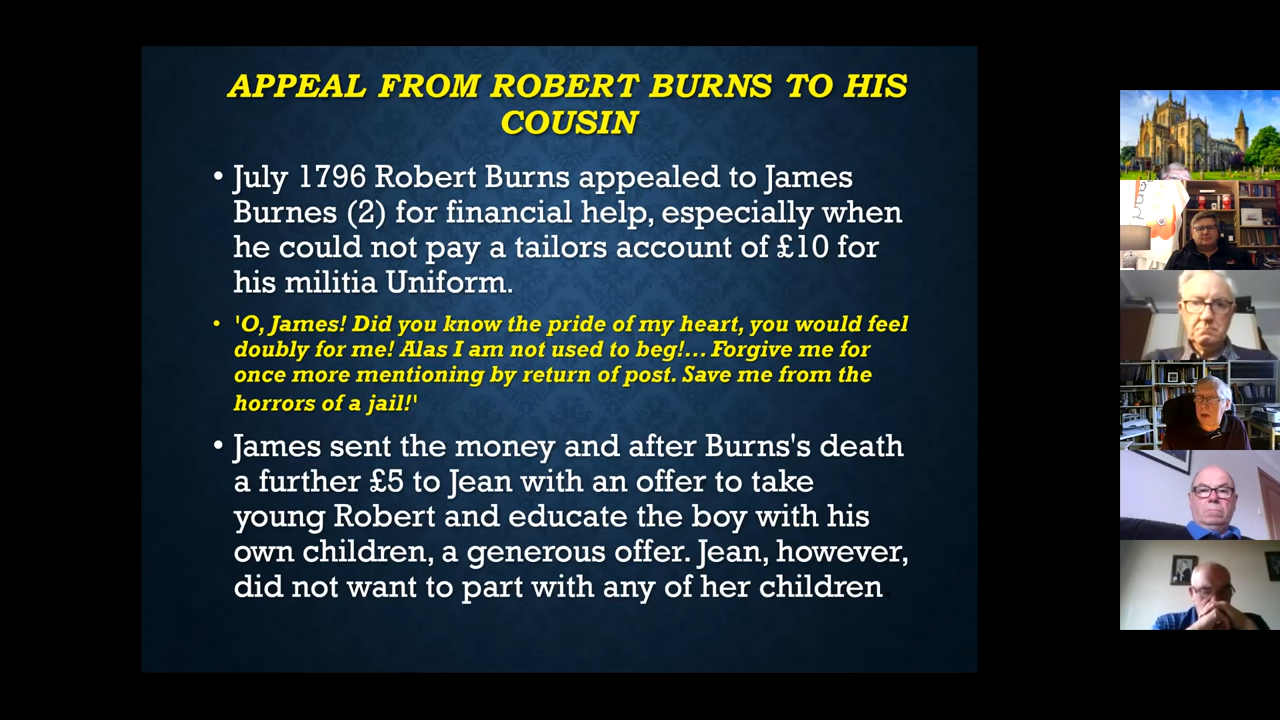 APPEAL FROM ROBERT BURNS TO HIS
COUSIN
• July 1796 Robert Burns appealed to James
Burnes (2) for financial help, especially when
he could not pay a tailors account of £10 for
his militia Uniform.
• 'O, James! Did you know the pride of my heart, you would feel
doubly for me! Alas I am not used to beg!... Forgive me for
once more mentioning by return of post. Save me from the
horrors of a jail!'
• James sent the money and after Burns's death
a further £5 to Jean with an offer to take
young Robert and educate the boy with his
own children, a generous offer. Jean, however,
did not want to part with any of her children